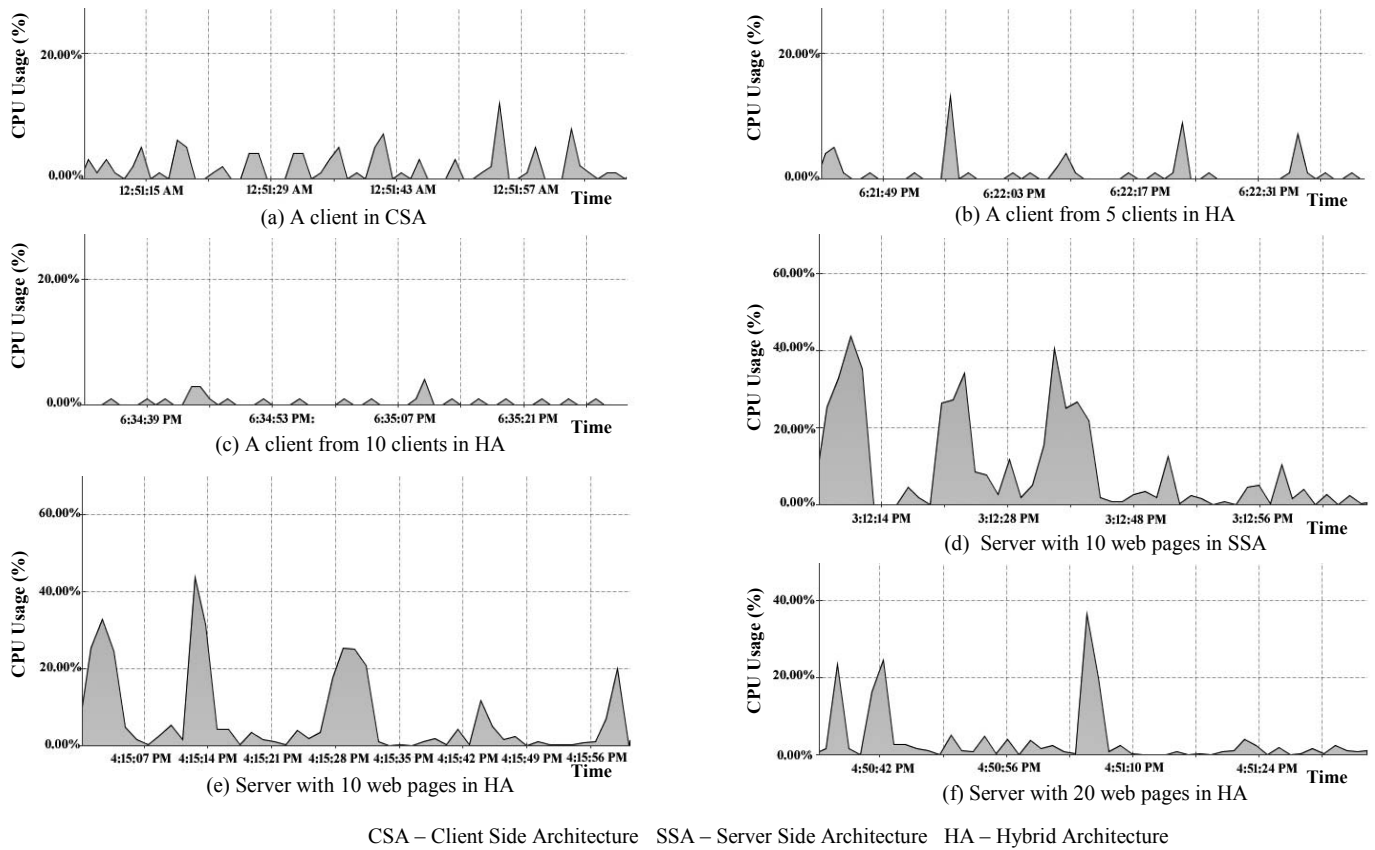 CPU Usage (%)
20.00%
0.00%
12:51:15 AM 12:51:29 AM 12:51:43 AM 12:51:57 AM Time
(a) A client in CSA
CPU Usage (%)
20.00%
0.00%
6:21:49 PM 6:22:03 PM 6:22:17 PM 6:22:31 PM Time
(b) A client from 5 clients in HA
CPU Usage (%)
20.00%
0.00%
6:34:39 PM 6:34:53 PM: 6:35:07 PM 6:35:21 PM Time
(c) A client from 10 clients in HA
CPU Usage (%)
60.00%
40.00%
20.00%
0.00%
3:12:14 PM 3:12:28 PM 3:12:48 PM 3:12:56 PM Time
(d) Server with 10 web pages in SSA
CPU Usage (%)
60.00%
40.00%
20.00%
0.00%
4:15:07 PM 4:15:14 PM 4:15:21 PM 4:15:28 PM 4:15:35 PM 4:15:42 PM 4:15:49 PM 4:15:56 PM
Time
(e) Server with 10 web pages in HA
CPU Usage (%)
40.00%
20.00%
0.00%
4:50:42 PM 4:50:56 PM 4:51:10 PM 4:51:24 PM Time
(f) Server with 20 web pages in HA
CSA – Client Side Architecture SSA – Server Side Architecture HA – Hybrid Architecture